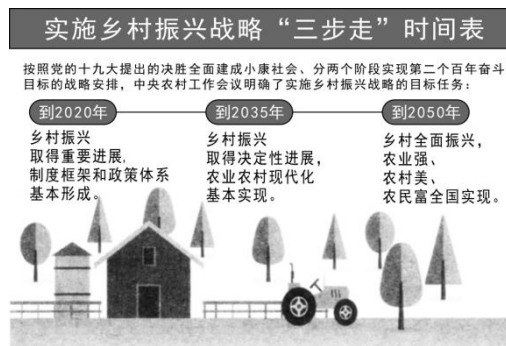 实施乡村振兴战略“三步走”时间表
按照党的十九大提出的决胜全面建成小康社会、分两个阶段实现第二个百年奋斗
目标的战略安排，中央农村工作会议明确了实施乡村振兴战略的目标任务：
到2020年
乡村振兴
取得重要进展，
制度框架和政策体系
基本形成。
到2035年
乡村振兴
取得决定性进展，
农业农村现代化
基本实现。
到2050年
乡村全面振兴，
农业强、
农村美、
农民富全国实现。